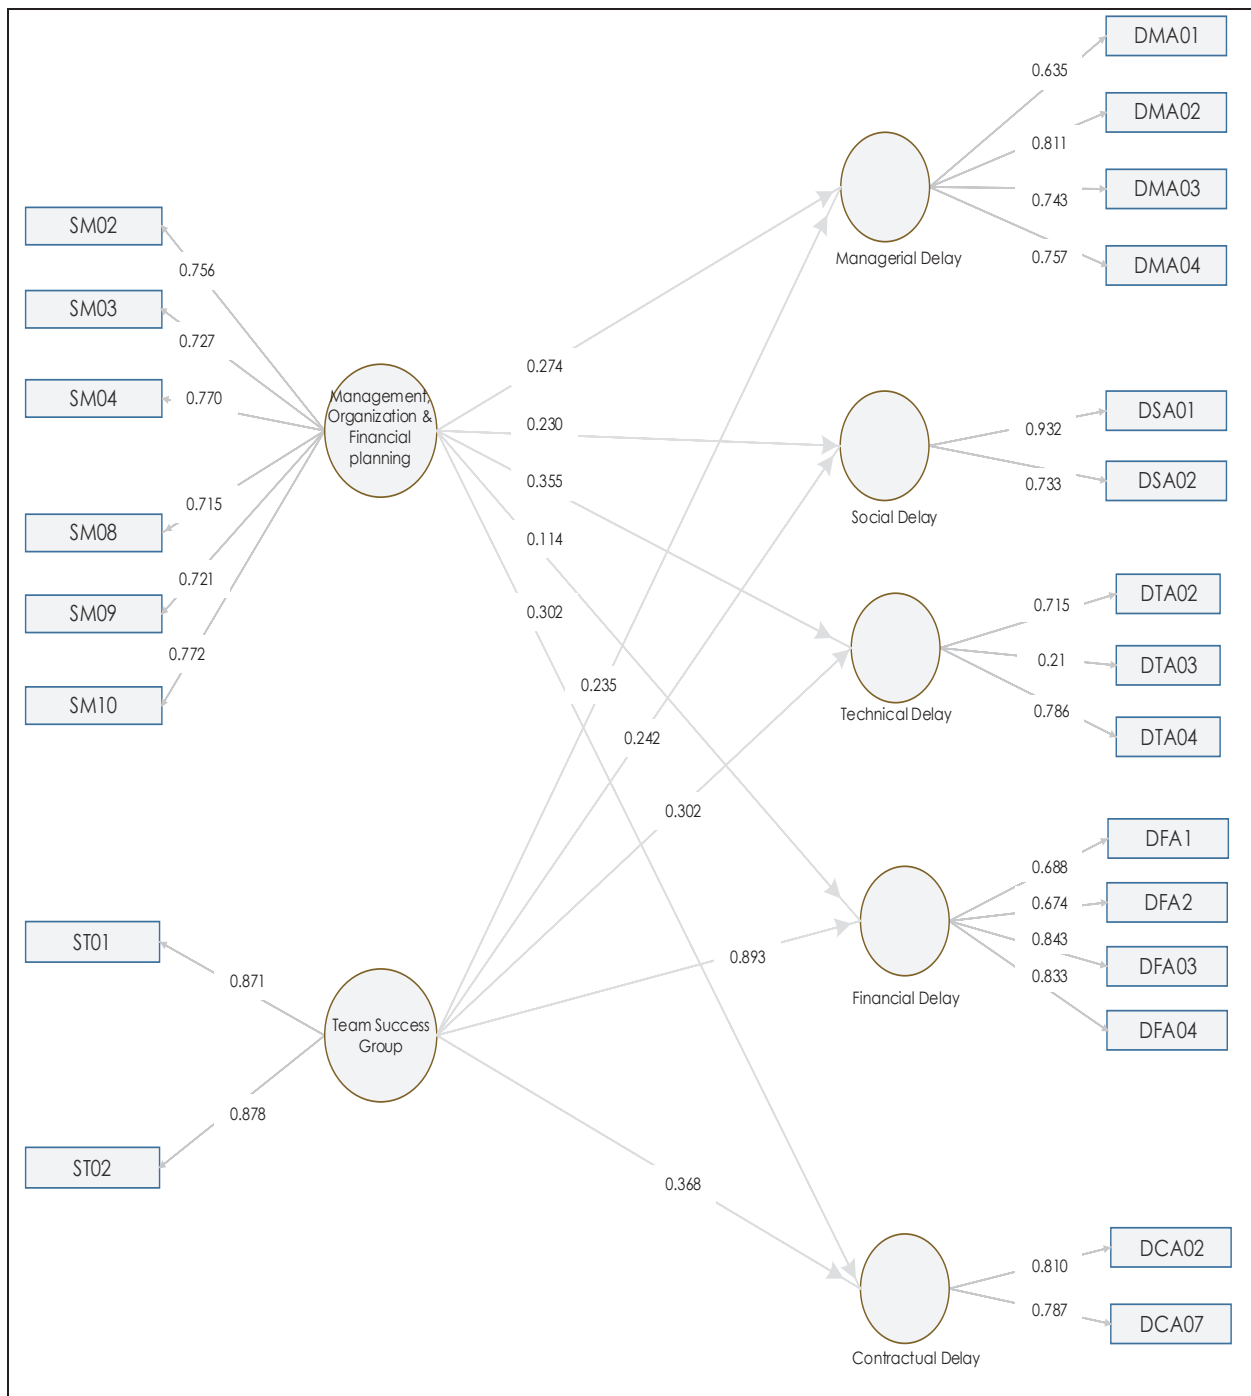 DMA01
0.635
DMA02
0.811
DMA03
0.743
DMA04
0.757
Managerial Delay
SM02
0.756
SM03
0.727
SM04
0.770
SM08
0.715
SM09
0.721
SM10
0.772
Management,
Organization &
Financial
planning
0.274
0.230
0.355
0.114
0.302
DSA01
0.932
DSA02
0.733
Social Delay
DTA02
0.715
DTA03
0.21
DTA04
0.786
Technical Delay
0.235
0.242
0.302
0.893
0.368
DFA1
0.688
DFA2
0.674
0.843
DFA03
0.833
DFA04
Financial Delay
ST01
0.871
Team Success
Group
0.878
ST02
DCA02
0.810
0.787
DCA07
Contractual Delay